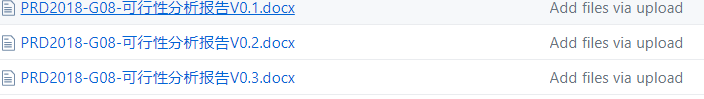 PRD2018-G08-可行性分析报告V0.1.docx Add files via upload
PRD2018-G08-可行性分析报告V0.2.docx Add files via upload
PRD2018-G08-可行性分析报告V0.3.docx Add files via upload